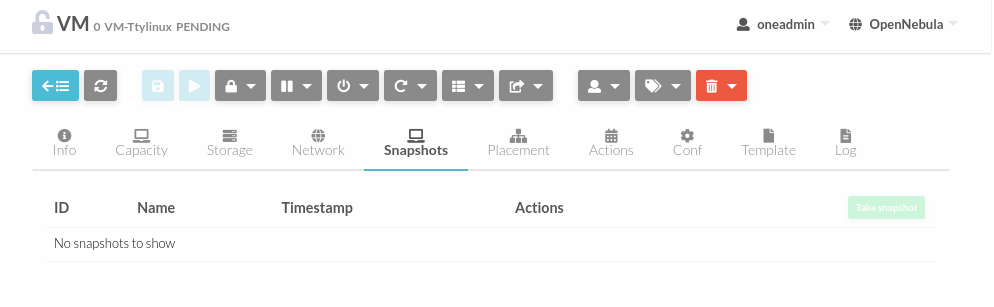 VM 0 VM-Ttylinux PENDING
oneadmin OpenNebula
Info Capacity Storage Network Snapshots Placement Actions Conf Template Log
ID Name Timestamp Actions Take snapshot
No snapshots to show